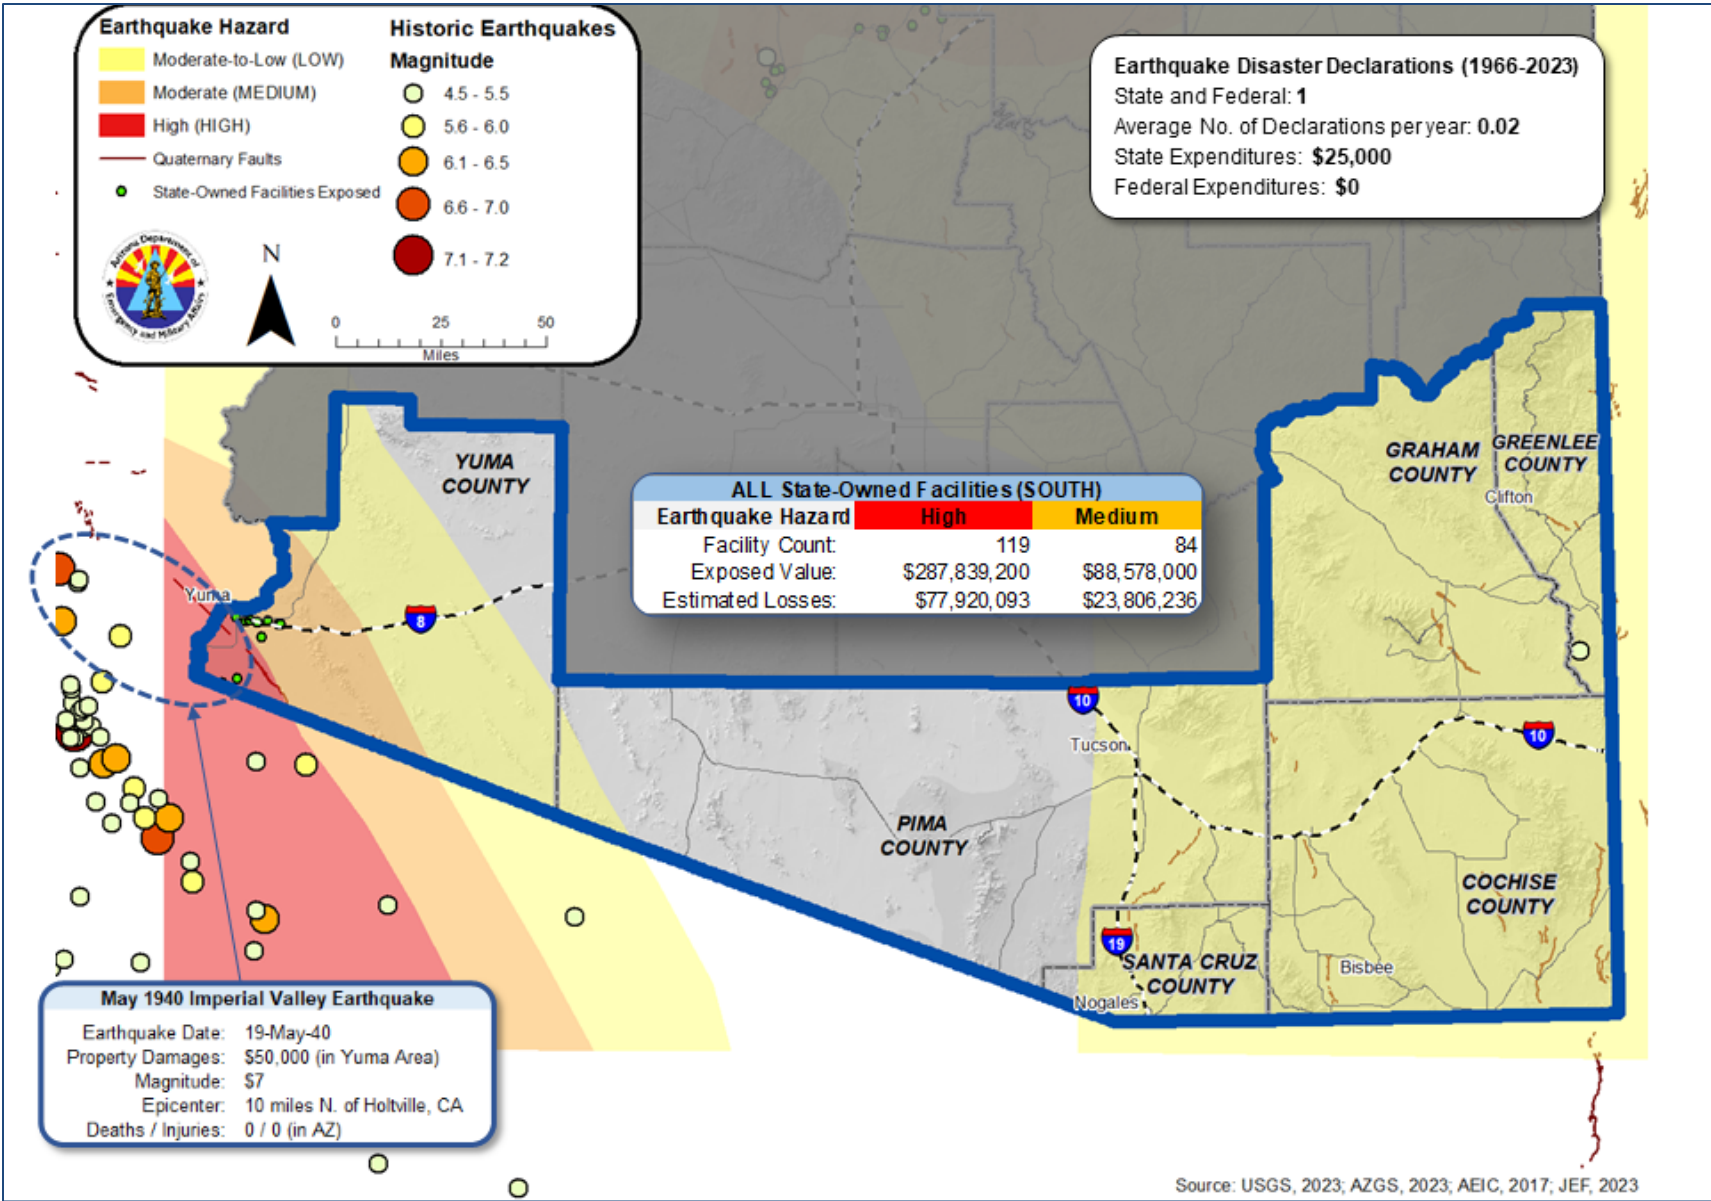 Earthquake Hazard
Moderate-to-Low (LOW)
Moderate (MEDIUM)
High (HIGH)
Quaternary Faults
State-Owned Facilities Exposed
Historic Earthquakes
Magnitude
4.5 - 5.5
5.6 - 6.0
6.1 - 6.5
6.6 - 7.0
7.1 - 7.2
Arizona Department of
Emergency and Military Affairs
N
0 25 50
Miles
Earthquake Disaster Declarations (1966-2023)
State and Federal: 1
Average No. of Declarations per year: 0.02
State Expenditures: $25,000
Federal Expenditures: $0
YUMA
COUNTY
GRAHAM
COUNTY
GREENLEE
COUNTY
Clifton
ALL State-Owned Facilities (SOUTH)
Earthquake Hazard High Medium
Facility Count: 119 84
Exposed Value: $287,839,200 $88,578,000
Estimated Losses: $77,920,093 $23,806,236
Yuma
8
10
Tucson
10
PIMA
COUNTY
COCHISE
COUNTY
19
SANTA CRUZ
COUNTY
Bisbee
Nogales
May 1940 Imperial Valley Earthquake
Earthquake Date: 19-May-40
Property Damages: $50,000 (in Yuma Area)
Magnitude: $7
Epicenter: 10 miles N. of Holtville, CA
Deaths / Injuries: 0 / 0 (in AZ)
Source: USGS, 2023; AZGS, 2023; AEIC, 2017; JEF, 2023